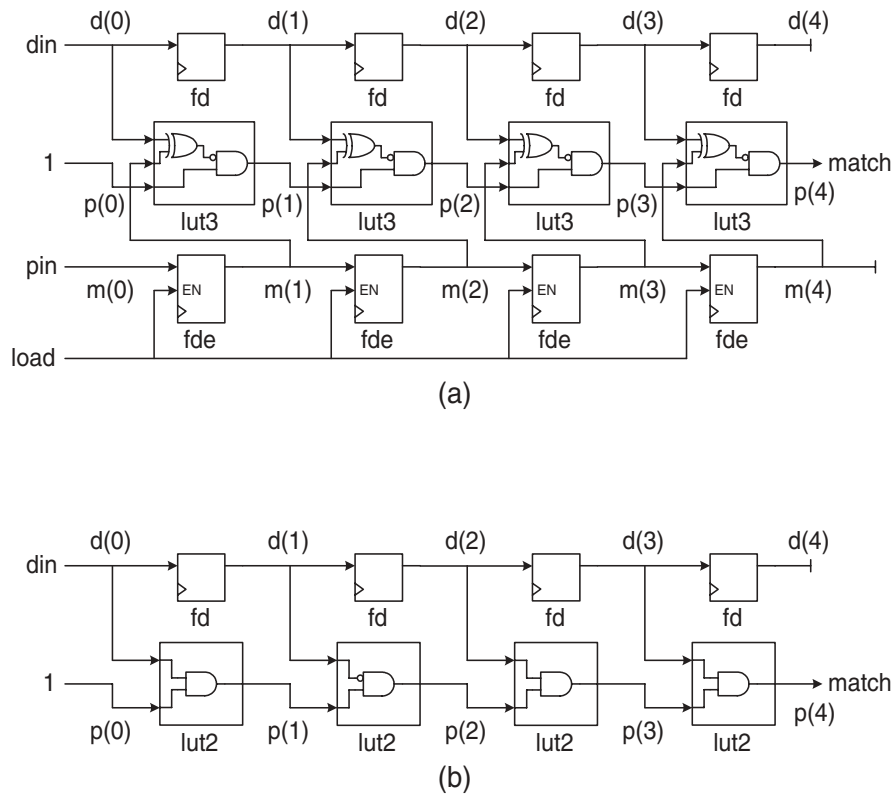 d(0) d(1) d(2) d(3) d(4)
din
fd fd fd fd
1 match
p(0) p(1) p(2) p(3) p(4)
lut3 lut3 lut3 lut3
pin
m(0) m(1) m(2) m(3) m(4)
EN EN EN EN
fde fde fde fde
load
(a)
d(0) d(1) d(2) d(3) d(4)
din
fd fd fd fd
1 match
p(0) p(1) p(2) p(3) p(4)
lut2 lut2 lut2 lut2
(b)